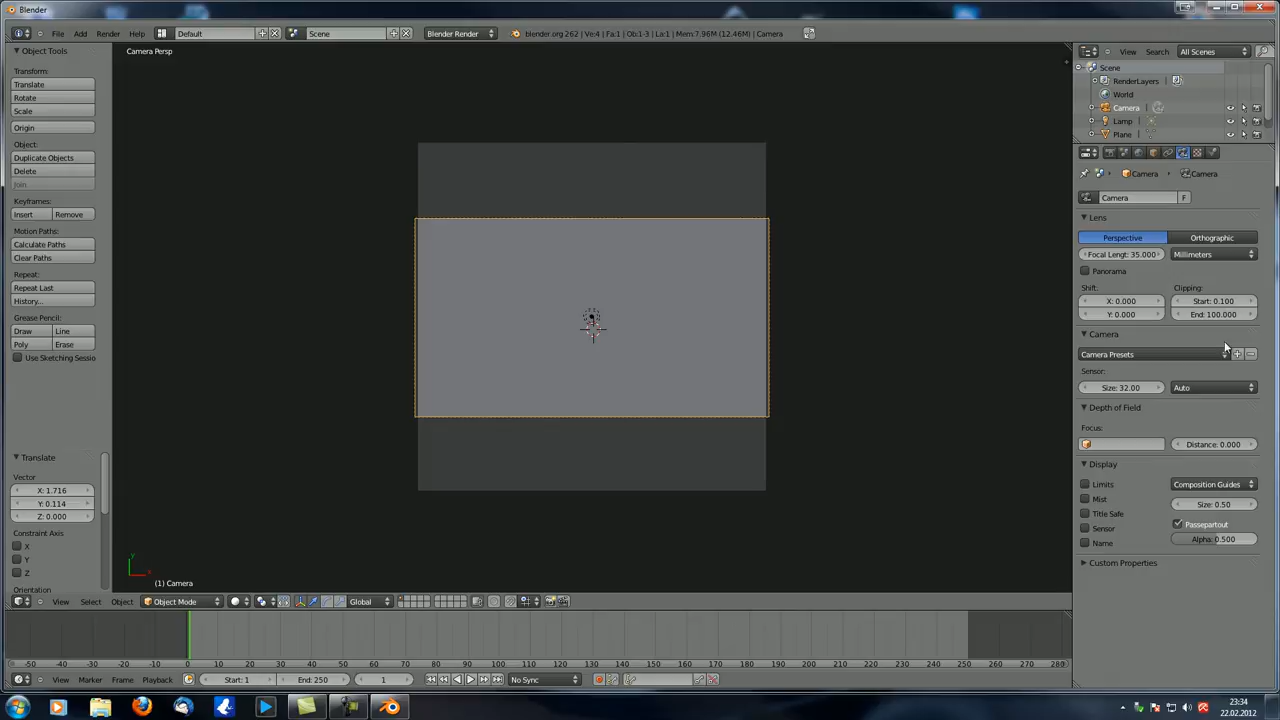 Blender
File Add Render Help Default Scene Blender Render blender.org 262 | Ve:4 | Fa:1 | Ob:1-3 | La:1 | Mem:7.96M (12.46M) | Camera
Object Tools
Transform:
Translate
Rotate
Scale
Origin
Object:
Duplicate Objects
Delete
Join
Keyframes:
Insert Remove
Motion Paths:
Calculate Paths
Clear Paths
Repeat:
Repeat Last
History...
Grease Pencil:
Draw Line
Poly Erase
Use Sketching Sessio
Translate
Vector
X: 1.716
Y: 0.114
Z: 0.000
Constraint Axis
X
Y
Z
Orientation
Camera Persp
y
x
(1) Camera
View Select Object Object Mode Global
-50 -40 -30 -20 -10 0 10 20 30 40 50 60 70 80 90 100 110 120 130 140 150 160 170 180 190 200 210 220 230 240 250 260 270 280
View Marker Frame Playback Start: 1 End: 250 1 No Sync
View Search All Scenes
Scene
RenderLayers
World
Camera
Lamp
Plane
Camera Camera
Camera F
Lens
Perspective Orthographic
Focal Lengt: 35.000 Millimeters
Panorama
Shift: Clipping:
X: 0.000 Start: 0.100
Y: 0.000 End: 100.000
Camera
Camera Presets
Sensor:
Size: 32.00 Auto
Depth of Field
Focus:
Distance: 0.000
Display
Limits Composition Guides
Mist Size: 0.50
Title Safe
Sensor Passepartout
Name Alpha: 0.500
Custom Properties
23:34
22.02.2012